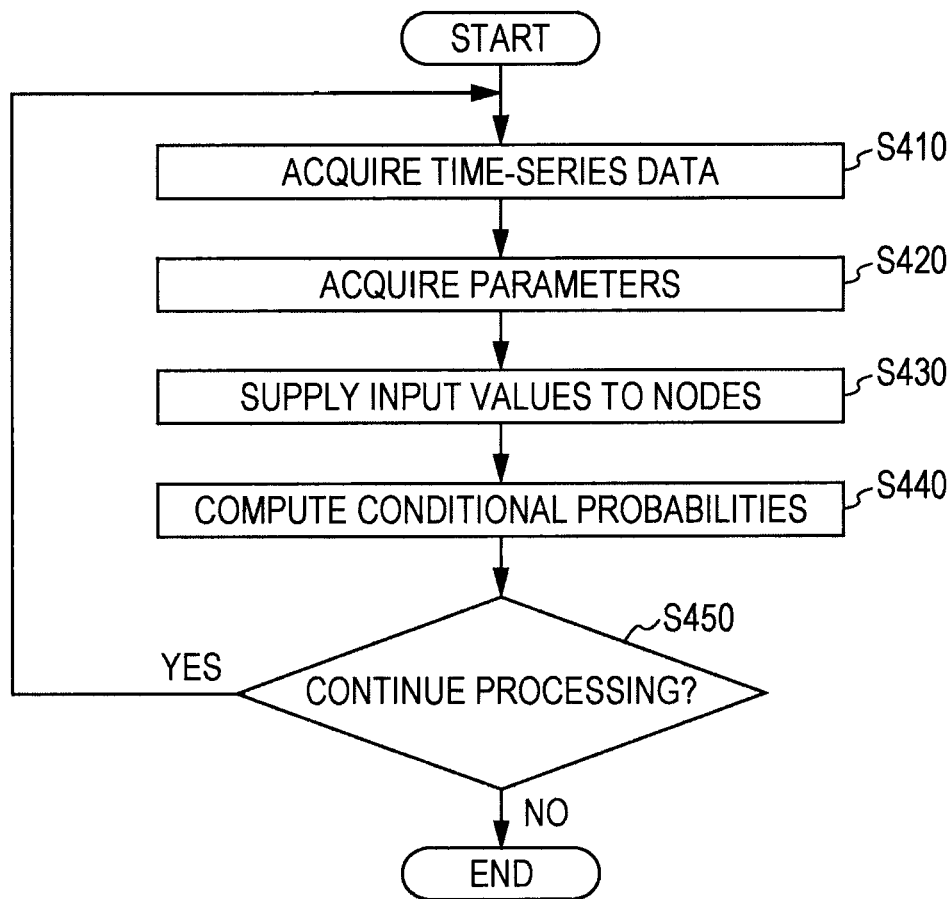 START
ACQUIRE TIME-SERIES DATA
S410
ACQUIRE PARAMETERS
S420
SUPPLY INPUT VALUES TO NODES
S430
COMPUTE CONDITIONAL PROBABILITIES
S440
S450
YES
CONTINUE PROCESSING?
NO
END